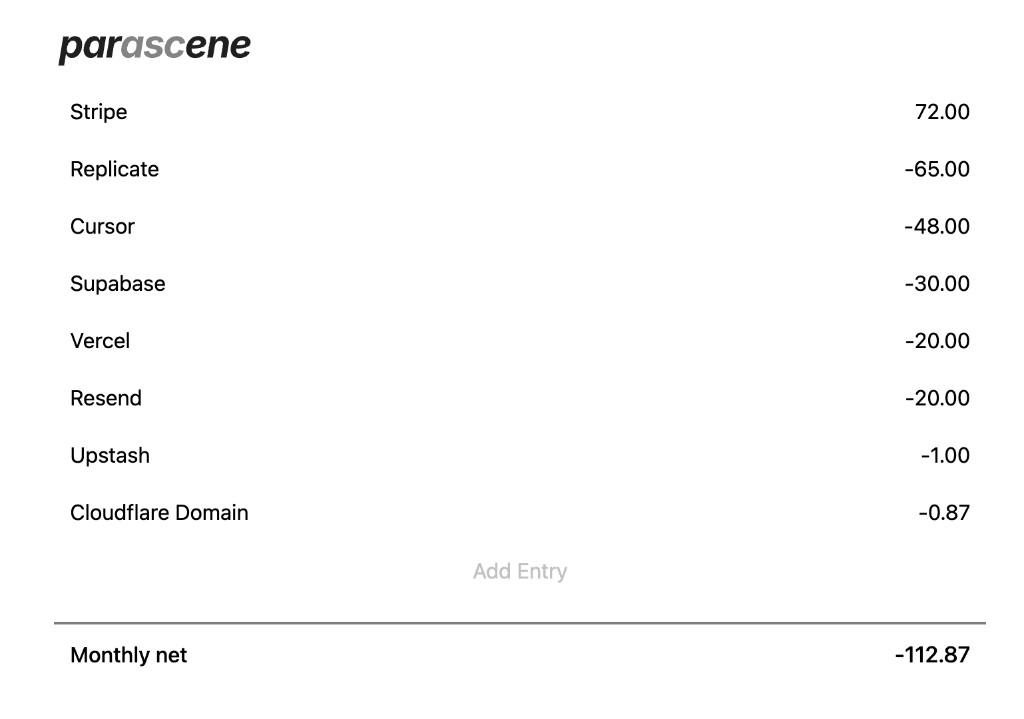 parascene
Stripe 72.00
Replicate -65.00
Cursor -48.00
Supabase -30.00
Vercel -20.00
Resend -20.00
Upstash -1.00
Cloudflare Domain -0.87
Add Entry
Monthly net -112.87